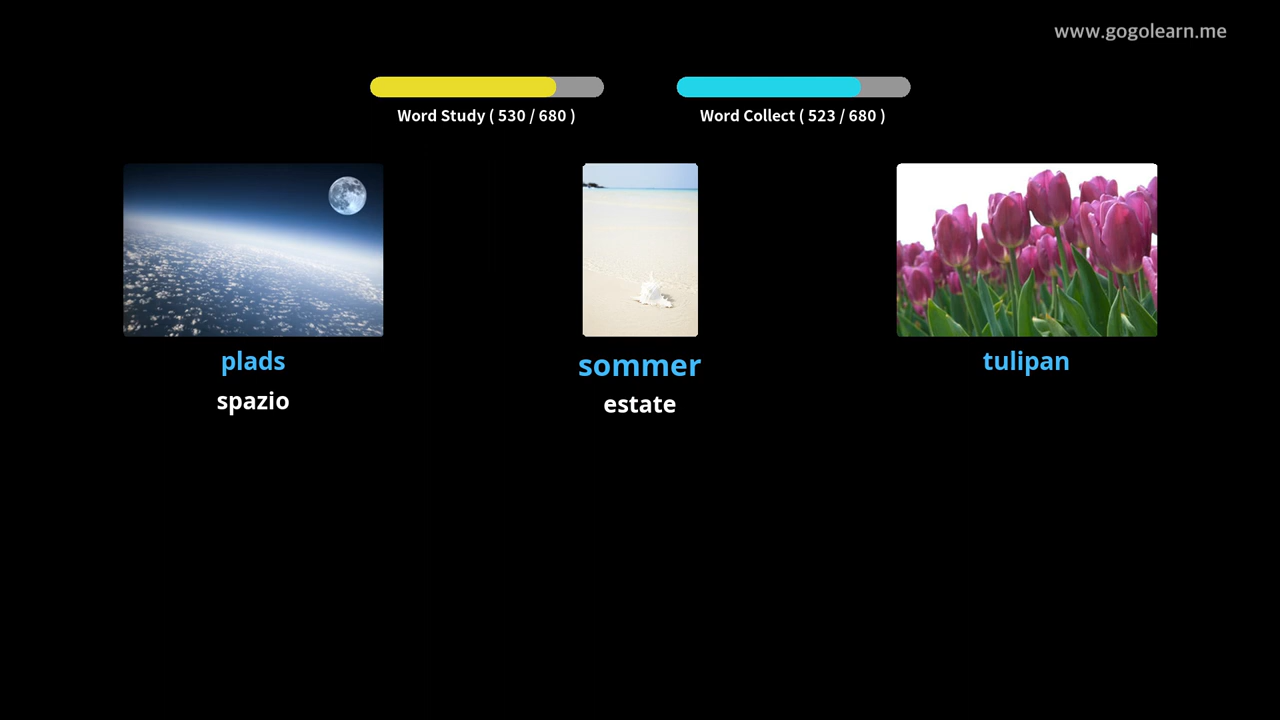 www.gogolearn.me
Word Study ( 530 / 680 )
Word Collect ( 523 / 680 )
plads
spazio
sommer
estate
tulipan